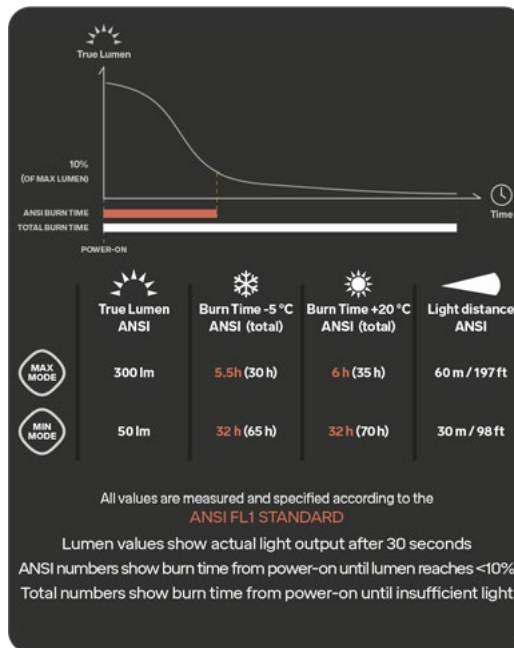 True Lumen
10%
(OF MAX LUMEN)
ANSI BURN TIME
TOTAL BURN TIME
Time
POWER-ON
True Lumen
ANSI
Burn Time -5 °C
ANSI (total)
Burn Time +20 °C
ANSI (total)
Light distance
ANSI
MAX
MODE
300 lm
5.5h (30 h)
6 h (35 h)
60 m / 197 ft
MIN
MODE
50 lm
32 h (65 h)
32 h (70 h)
30 m / 98 ft
All values are measured and specified according to the
ANSI FL1 STANDARD
Lumen values show actual light output after 30 seconds
ANSI numbers show burn time from power-on until lumen reaches <10%
Total numbers show burn time from power-on until insufficient light